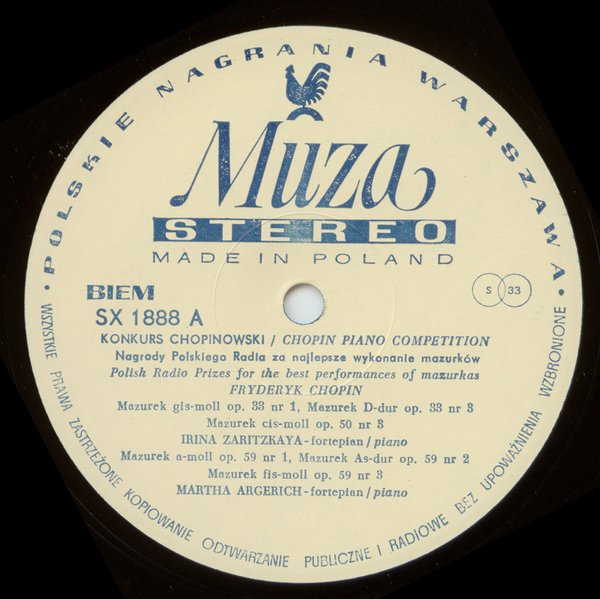 • POLSKIE NAGRANIA WARSZAWA •
Muza
STEREO
MADE IN POLAND
BIEM
SX 1888 A
S 33
KONKURS CHOPINOWSKI / CHOPIN PIANO COMPETITION
Nagrody Polskiego Radia za najlepsze wykonanie mazurków
Polish Radio Prizes for the best performances of mazurkas
FRYDERYK CHOPIN
Mazurek gis-moll op. 33 nr 1, Mazurek D-dur op. 33 nr 3
Mazurek cis-moll op. 50 nr 3
IRINA ZARITZKAYA - fortepian / piano
Mazurek a-moll op. 59 nr 1, Mazurek As-dur op. 59 nr 2
Mazurek fis-moll op. 59 nr 3
MARTHA ARGERICH - fortepian / piano
WSZYSTKIE PRAWA ZASTRZEŻONE KOPIOWANIE ODTWARZANIE PUBLICZNE I RADIOWE BEZ UPOWAŻNIENIA WZBRONIONE